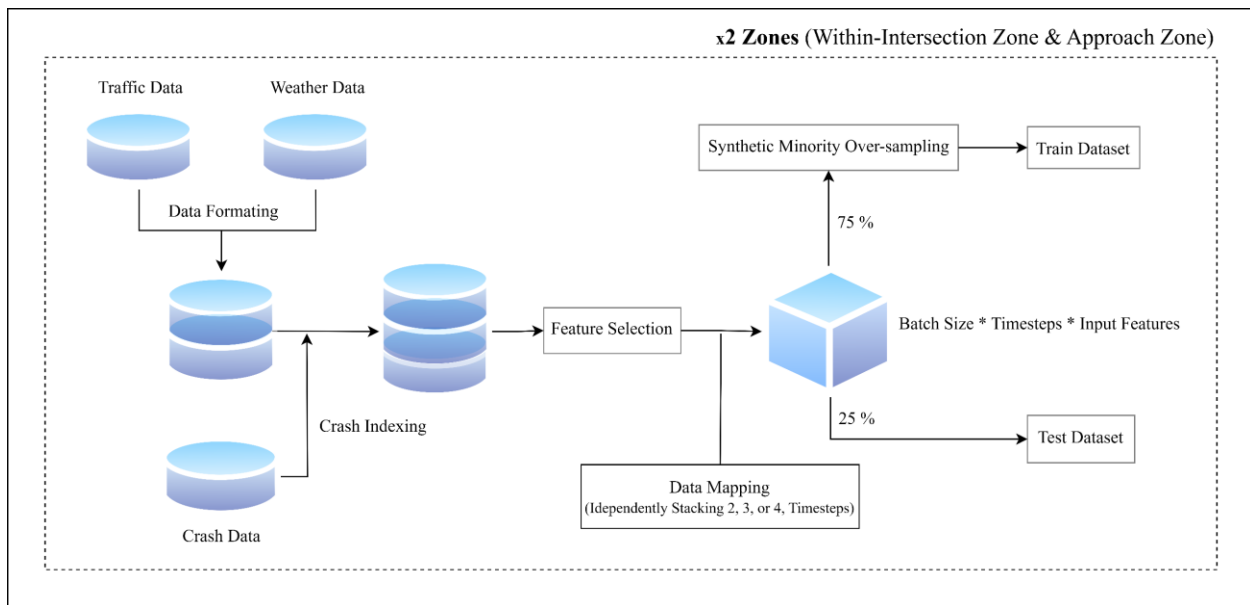 x2 Zones (Within-Intersection Zone & Approach Zone)
Traffic Data
Weather Data
Data Formating
Crash Indexing
Crash Data
Feature Selection
Data Mapping
(Idependently Stacking 2, 3, or 4, Timesteps)
Synthetic Minority Over-sampling
Train Dataset
75 %
Batch Size * Timesteps * Input Features
25 %
Test Dataset